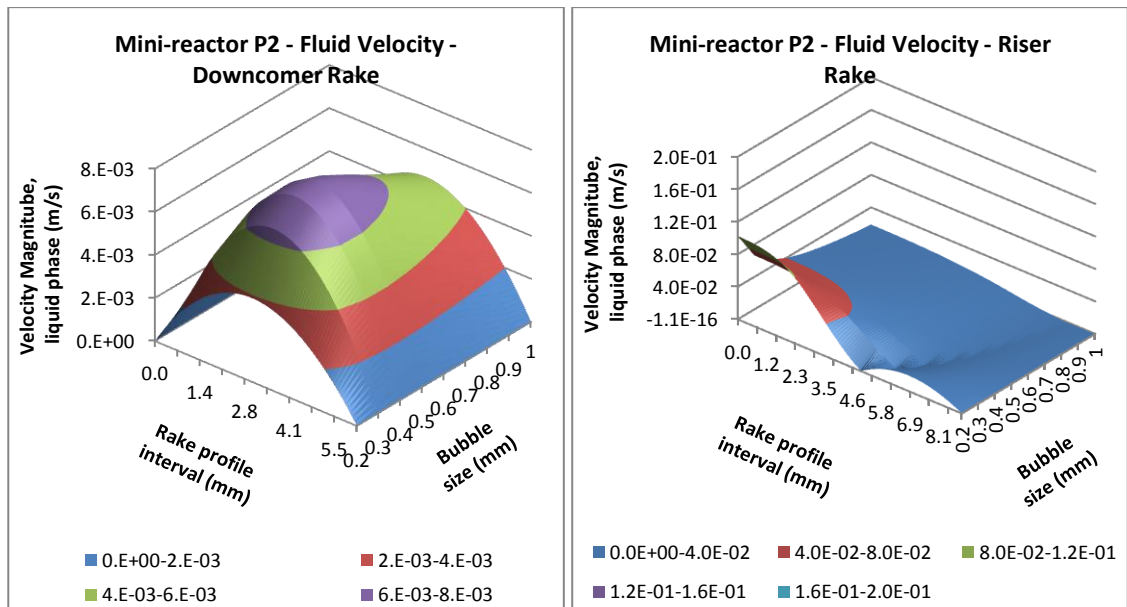 Mini-reactor P2 - Fluid Velocity -
Downcomer Rake
Velocity Magnitube,
liquid phase (m/s)
8.E-03
6.E-03
4.E-03
2.E-03
0.E+00
0.0
1.4
2.8
4.1
5.5
Rake profile
interval (mm)
0.2
0.3
0.4
0.5
0.6
0.7
0.8
0.9
1
Bubble
size (mm)
0.E+00-2.E-03
2.E-03-4.E-03
4.E-03-6.E-03
6.E-03-8.E-03
Mini-reactor P2 - Fluid Velocity - Riser
Rake
Velocity Magnitube,
liquid phase (m/s)
2.0E-01
1.6E-01
1.2E-01
8.0E-02
4.0E-02
-1.1E-16
0.0
1.2
2.3
3.5
4.6
5.8
6.9
8.1
Rake profile
interval (mm)
0.2
0.3
0.4
0.5
0.6
0.7
0.8
0.9
1
Bubble
size (mm)
0.0E+00-4.0E-02
4.0E-02-8.0E-02
8.0E-02-1.2E-01
1.2E-01-1.6E-01
1.6E-01-2.0E-01